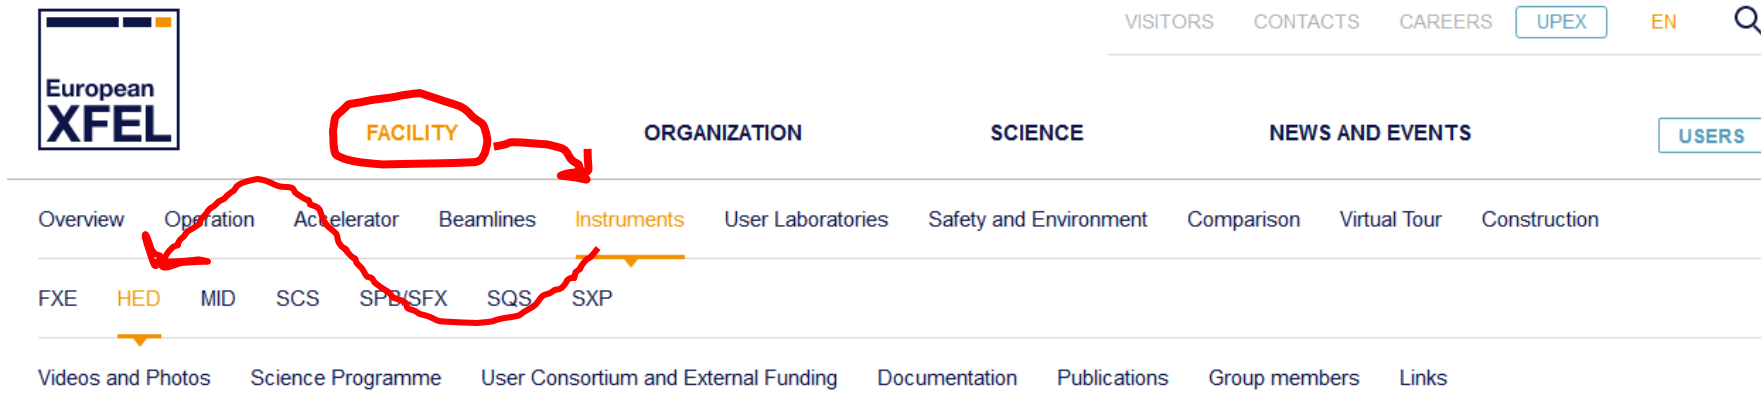 VISITORS CONTACTS CAREERS UPEX EN
European
XFEL
FACILITY ORGANIZATION SCIENCE NEWS AND EVENTS USERS
Overview Operation Accelerator Beamlines Instruments User Laboratories Safety and Environment Comparison Virtual Tour Construction
FXE HED MID SCS SPB/SFX SQS SXP
Videos and Photos Science Programme User Consortium and External Funding Documentation Publications Group members Links